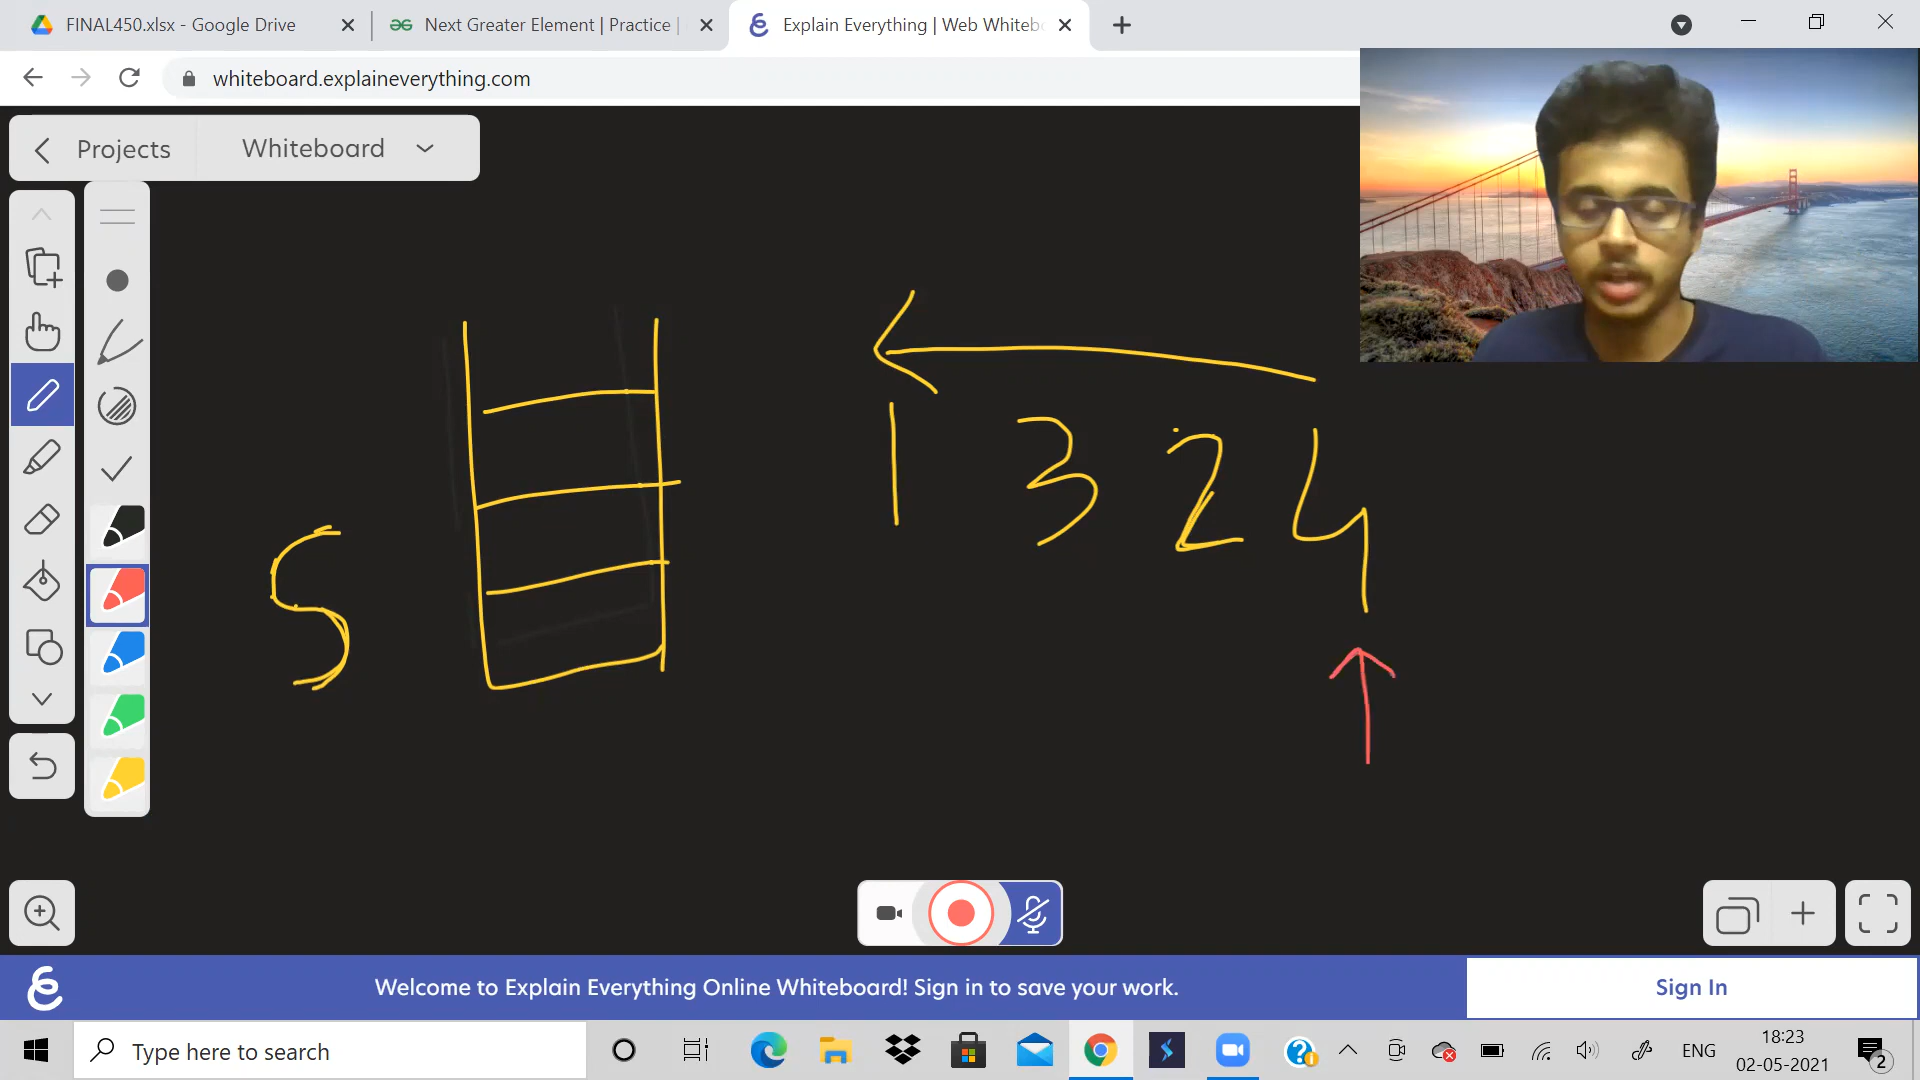 FINAL450.xlsx - Google Drive
Next Greater Element | Practice |
Explain Everything | Web Whiteb
whiteboard.explaineverything.com
Projects
Whiteboard
1 3 2 4
S
Welcome to Explain Everything Online Whiteboard! Sign in to save your work.
Sign In
Type here to search
ENG
18:23
02-05-2021
2